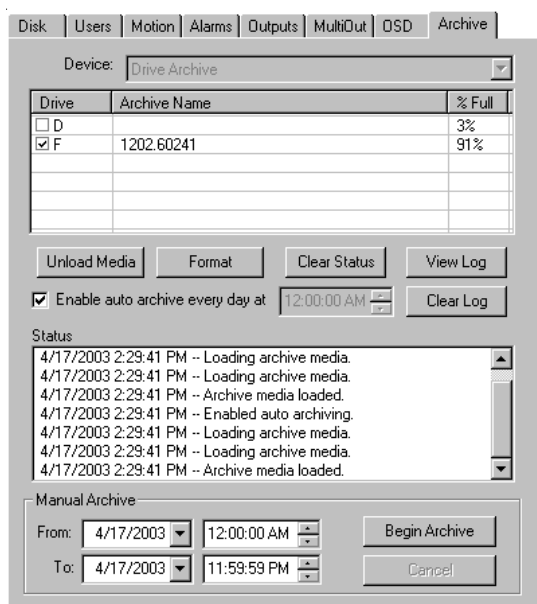 Disk Users Motion Alarms Outputs MultiOut OSD Archive
Device: Drive Archive
Drive Archive Name % Full
D 3%
F 1202.60241 91%
Unload Media Format Clear Status View Log
Enable auto archive every day at 12:00:00 AM Clear Log
Status
4/17/2003 2:29:41 PM -- Loading archive media.
4/17/2003 2:29:41 PM -- Loading archive media.
4/17/2003 2:29:41 PM -- Archive media loaded.
4/17/2003 2:29:41 PM -- Enabled auto archiving.
4/17/2003 2:29:41 PM -- Loading archive media.
4/17/2003 2:29:41 PM -- Loading archive media.
4/17/2003 2:29:41 PM -- Archive media loaded.
Manual Archive
From: 4/17/2003 12:00:00 AM Begin Archive
To: 4/17/2003 11:59:59 PM Cancel